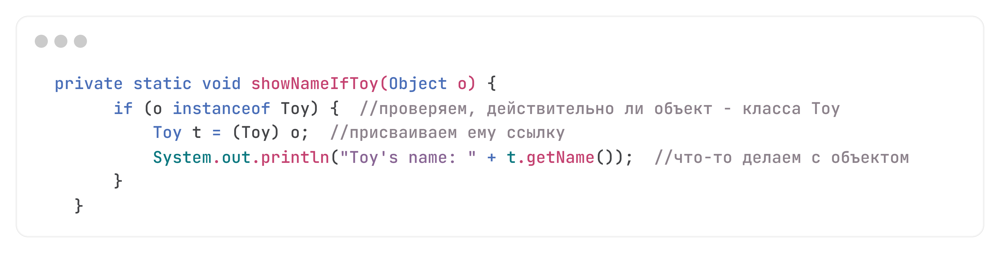 private static void showNameIfToy(Object o) {
if (o instanceof Toy) {  //проверяем, действительно ли объект - класса Toy
Toy t = (Toy) o;  //присваиваем ему ссылку
System.out.println("Toy's name: " + t.getName());  //что-то делаем с объектом
}
}